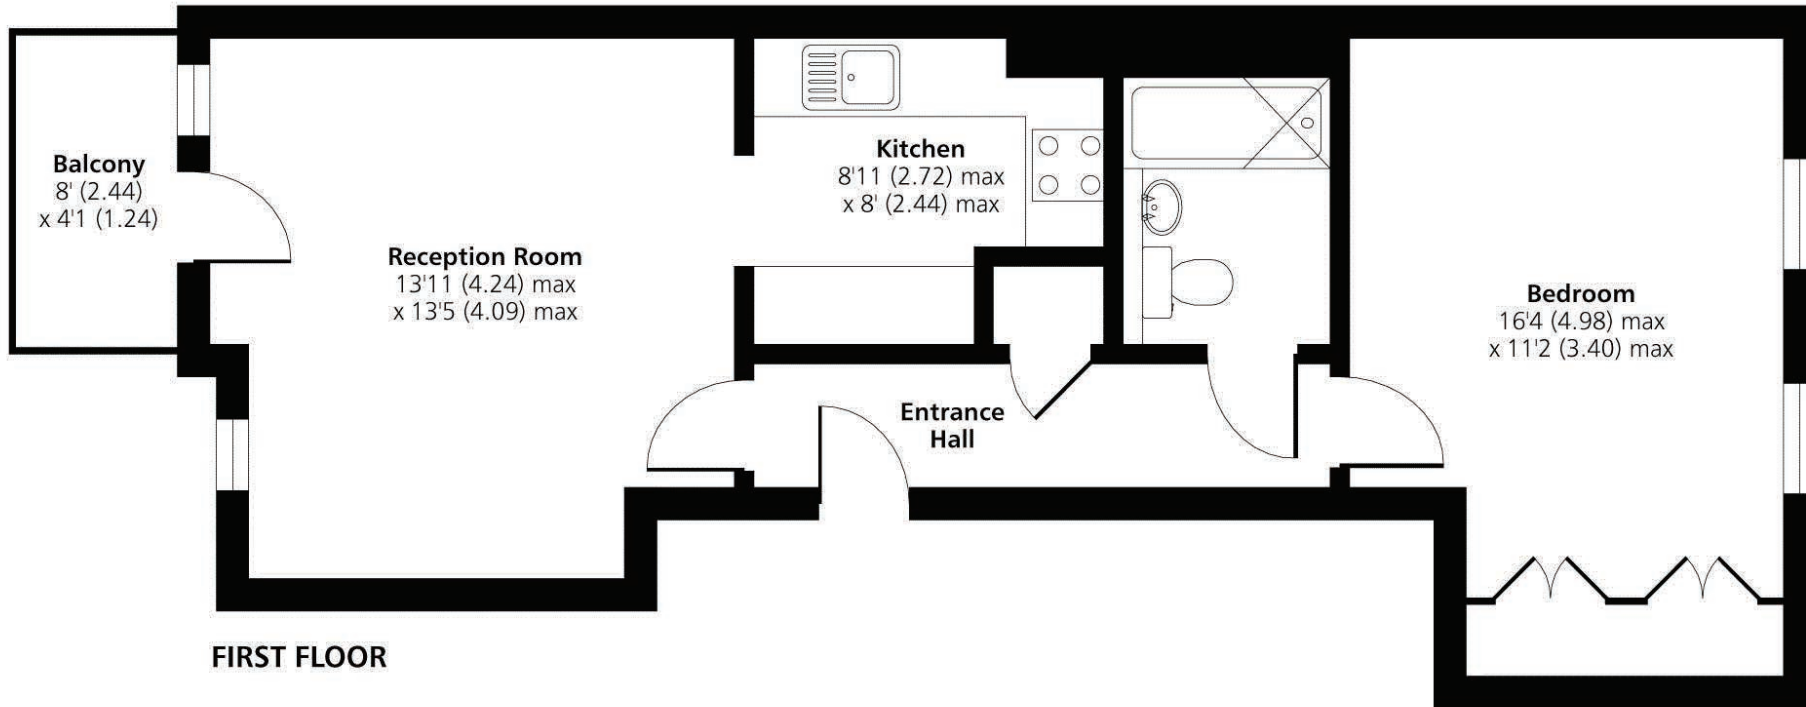 Balcony
8' (2.44)
x 4'1 (1.24)
Reception Room
13'11 (4.24) max
x 13'5 (4.09) max
Kitchen
8'11 (2.72) max
x 8' (2.44) max
Entrance
Hall
Bedroom
16'4 (4.98) max
x 11'2 (3.40) max
FIRST FLOOR